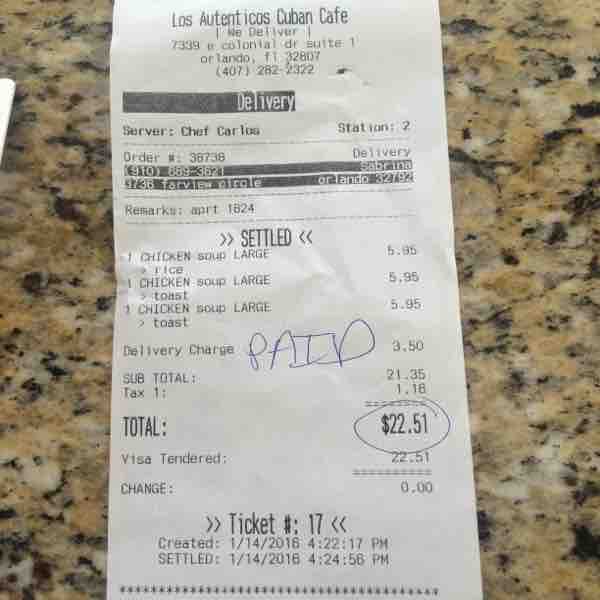 Los Autenticos Cuban Cafe
| We Deliver |
7339 e colonial dr suite 1
orlando, fl 32807
(407) 282-2322
Delivery
Server: Chef Carlos Station: 2
Order #: 38738 Delivery
(910) 889-3621 Sabrina
3736 farview circle orlando 32792
Remarks: aprt 1824
>> SETTLED <<
1 CHICKEN soup LARGE 5.95
> rice
1 CHICKEN soup LARGE 5.95
> toast
1 CHICKEN soup LARGE 5.95
> toast
Delivery Charge PAID 3.50
SUB TOTAL: 21.35
Tax 1: 1.16
TOTAL: $22.51
Visa Tendered: 22.51
CHANGE: 0.00
>> Ticket #: 17 <<
Created: 1/14/2016 4:22:17 PM
SETTLED: 1/14/2016 4:24:56 PM